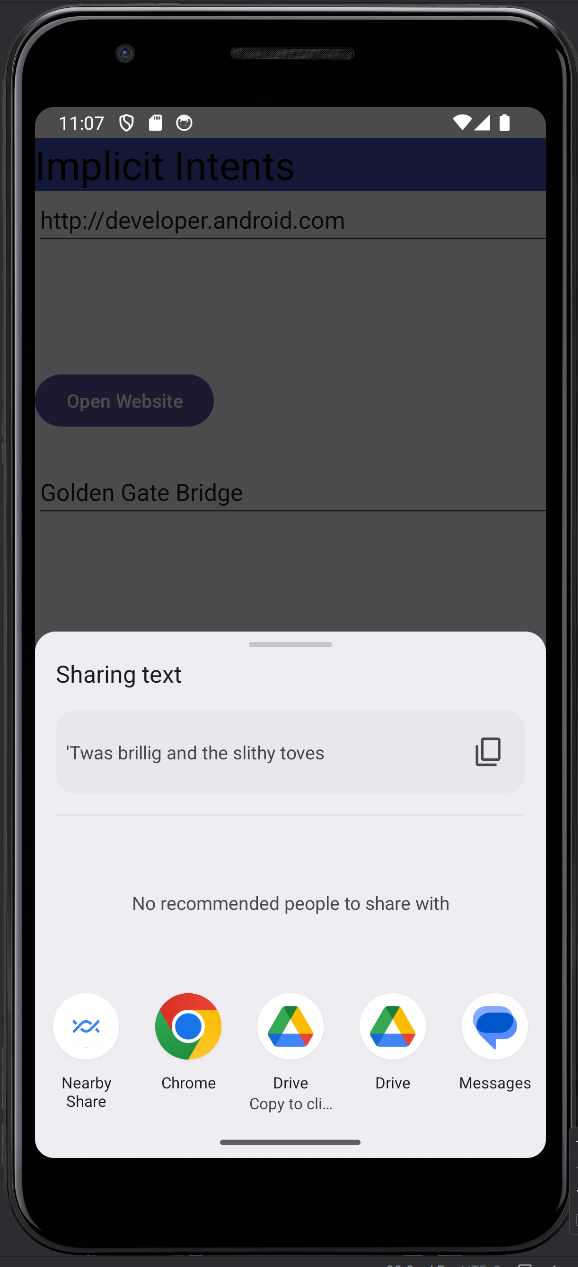 11:07
Implicit Intents
http://developer.android.com
Open Website
Golden Gate Bridge
Sharing text
'Twas brillig and the slithy toves
No recommended people to share with
Nearby Share
Chrome
Drive
Copy to cli...
Drive
Messages